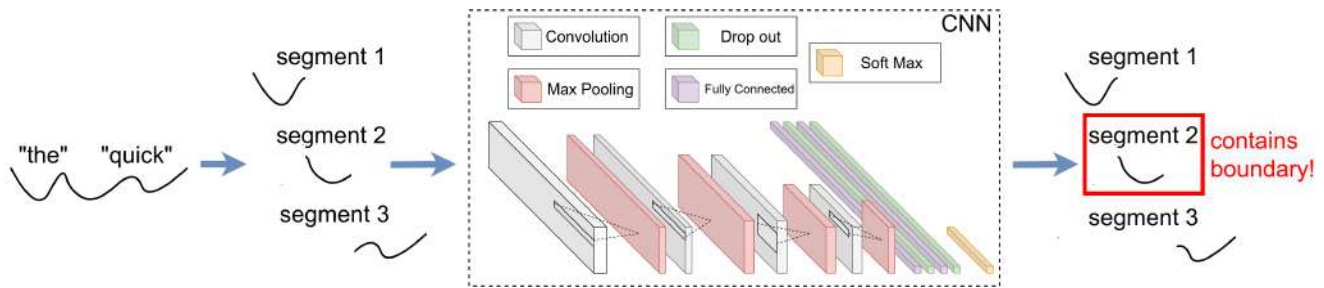 "the" "quick"
segment 1
segment 2
segment 3
CNN
Convolution
Drop out
Soft Max
Max Pooling
Fully Connected
segment 1
segment 2
contains
boundary!
segment 3